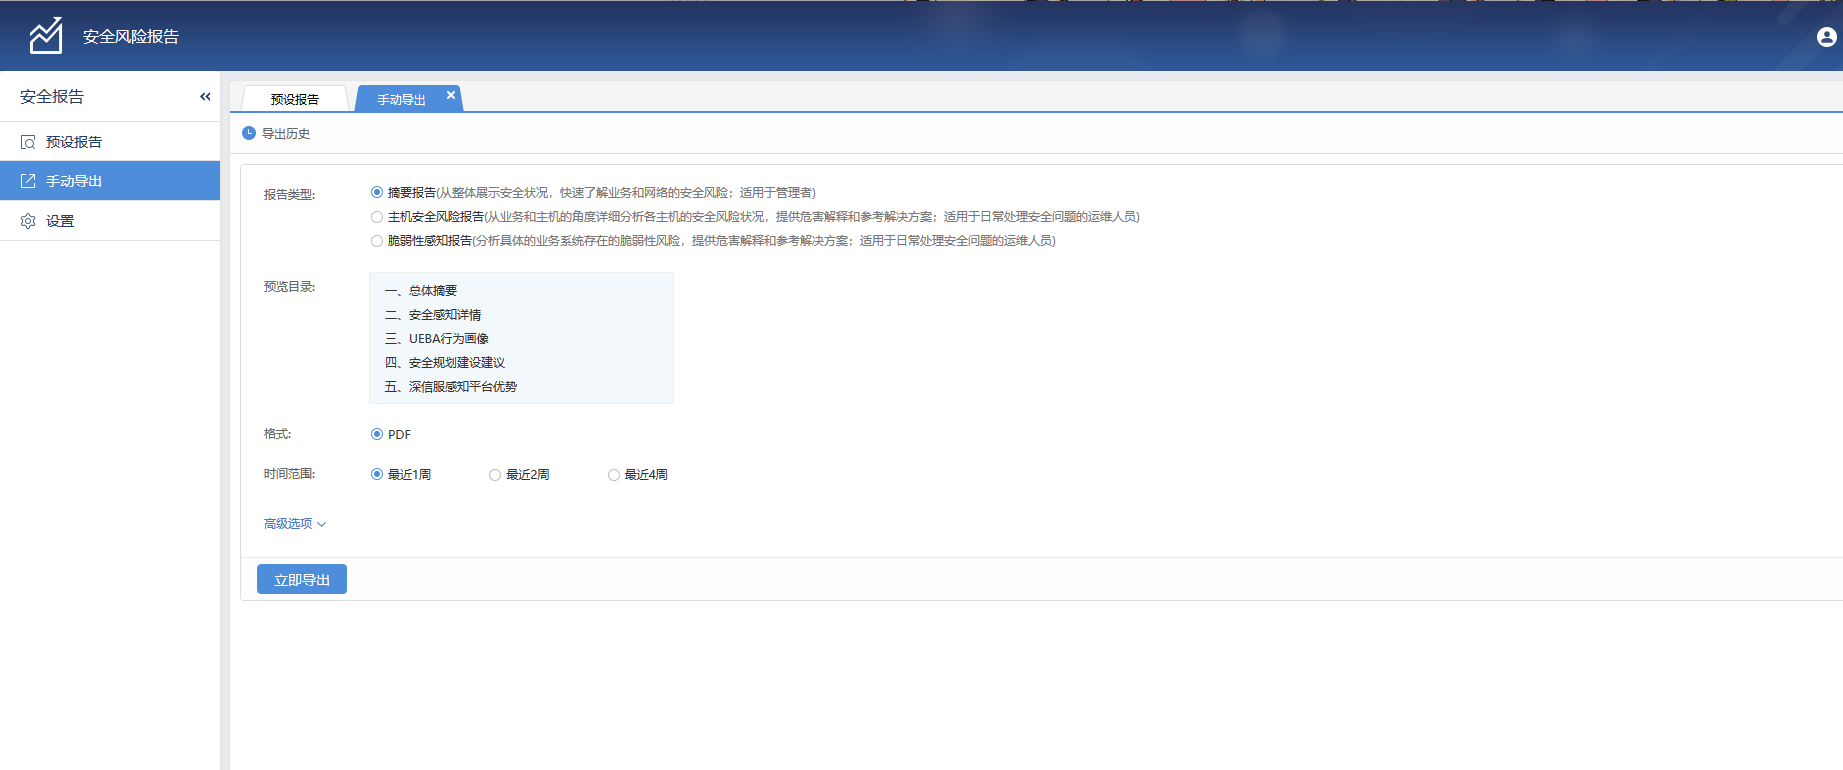 安全风险报告
安全报告
预设报告
手动导出
设置
预设报告
手动导出
导出历史
报告类型:
摘要报告(从整体展示安全状况，快速了解业务和网络的安全风险；适用于管理者)
主机安全风险报告(从业务和主机的角度详细分析各主机的安全风险状况，提供危害解释和参考解决方案；适用于日常处理安全问题的运维人员)
脆弱性感知报告(分析具体的业务系统存在的脆弱性风险，提供危害解释和参考解决方案；适用于日常处理安全问题的运维人员)
预览目录:
一、总体摘要
二、安全感知详情
三、UEBA行为画像
四、安全规划建设建议
五、深信服感知平台优势
格式:
PDF
时间范围:
最近1周 最近2周 最近4周
高级选项
立即导出